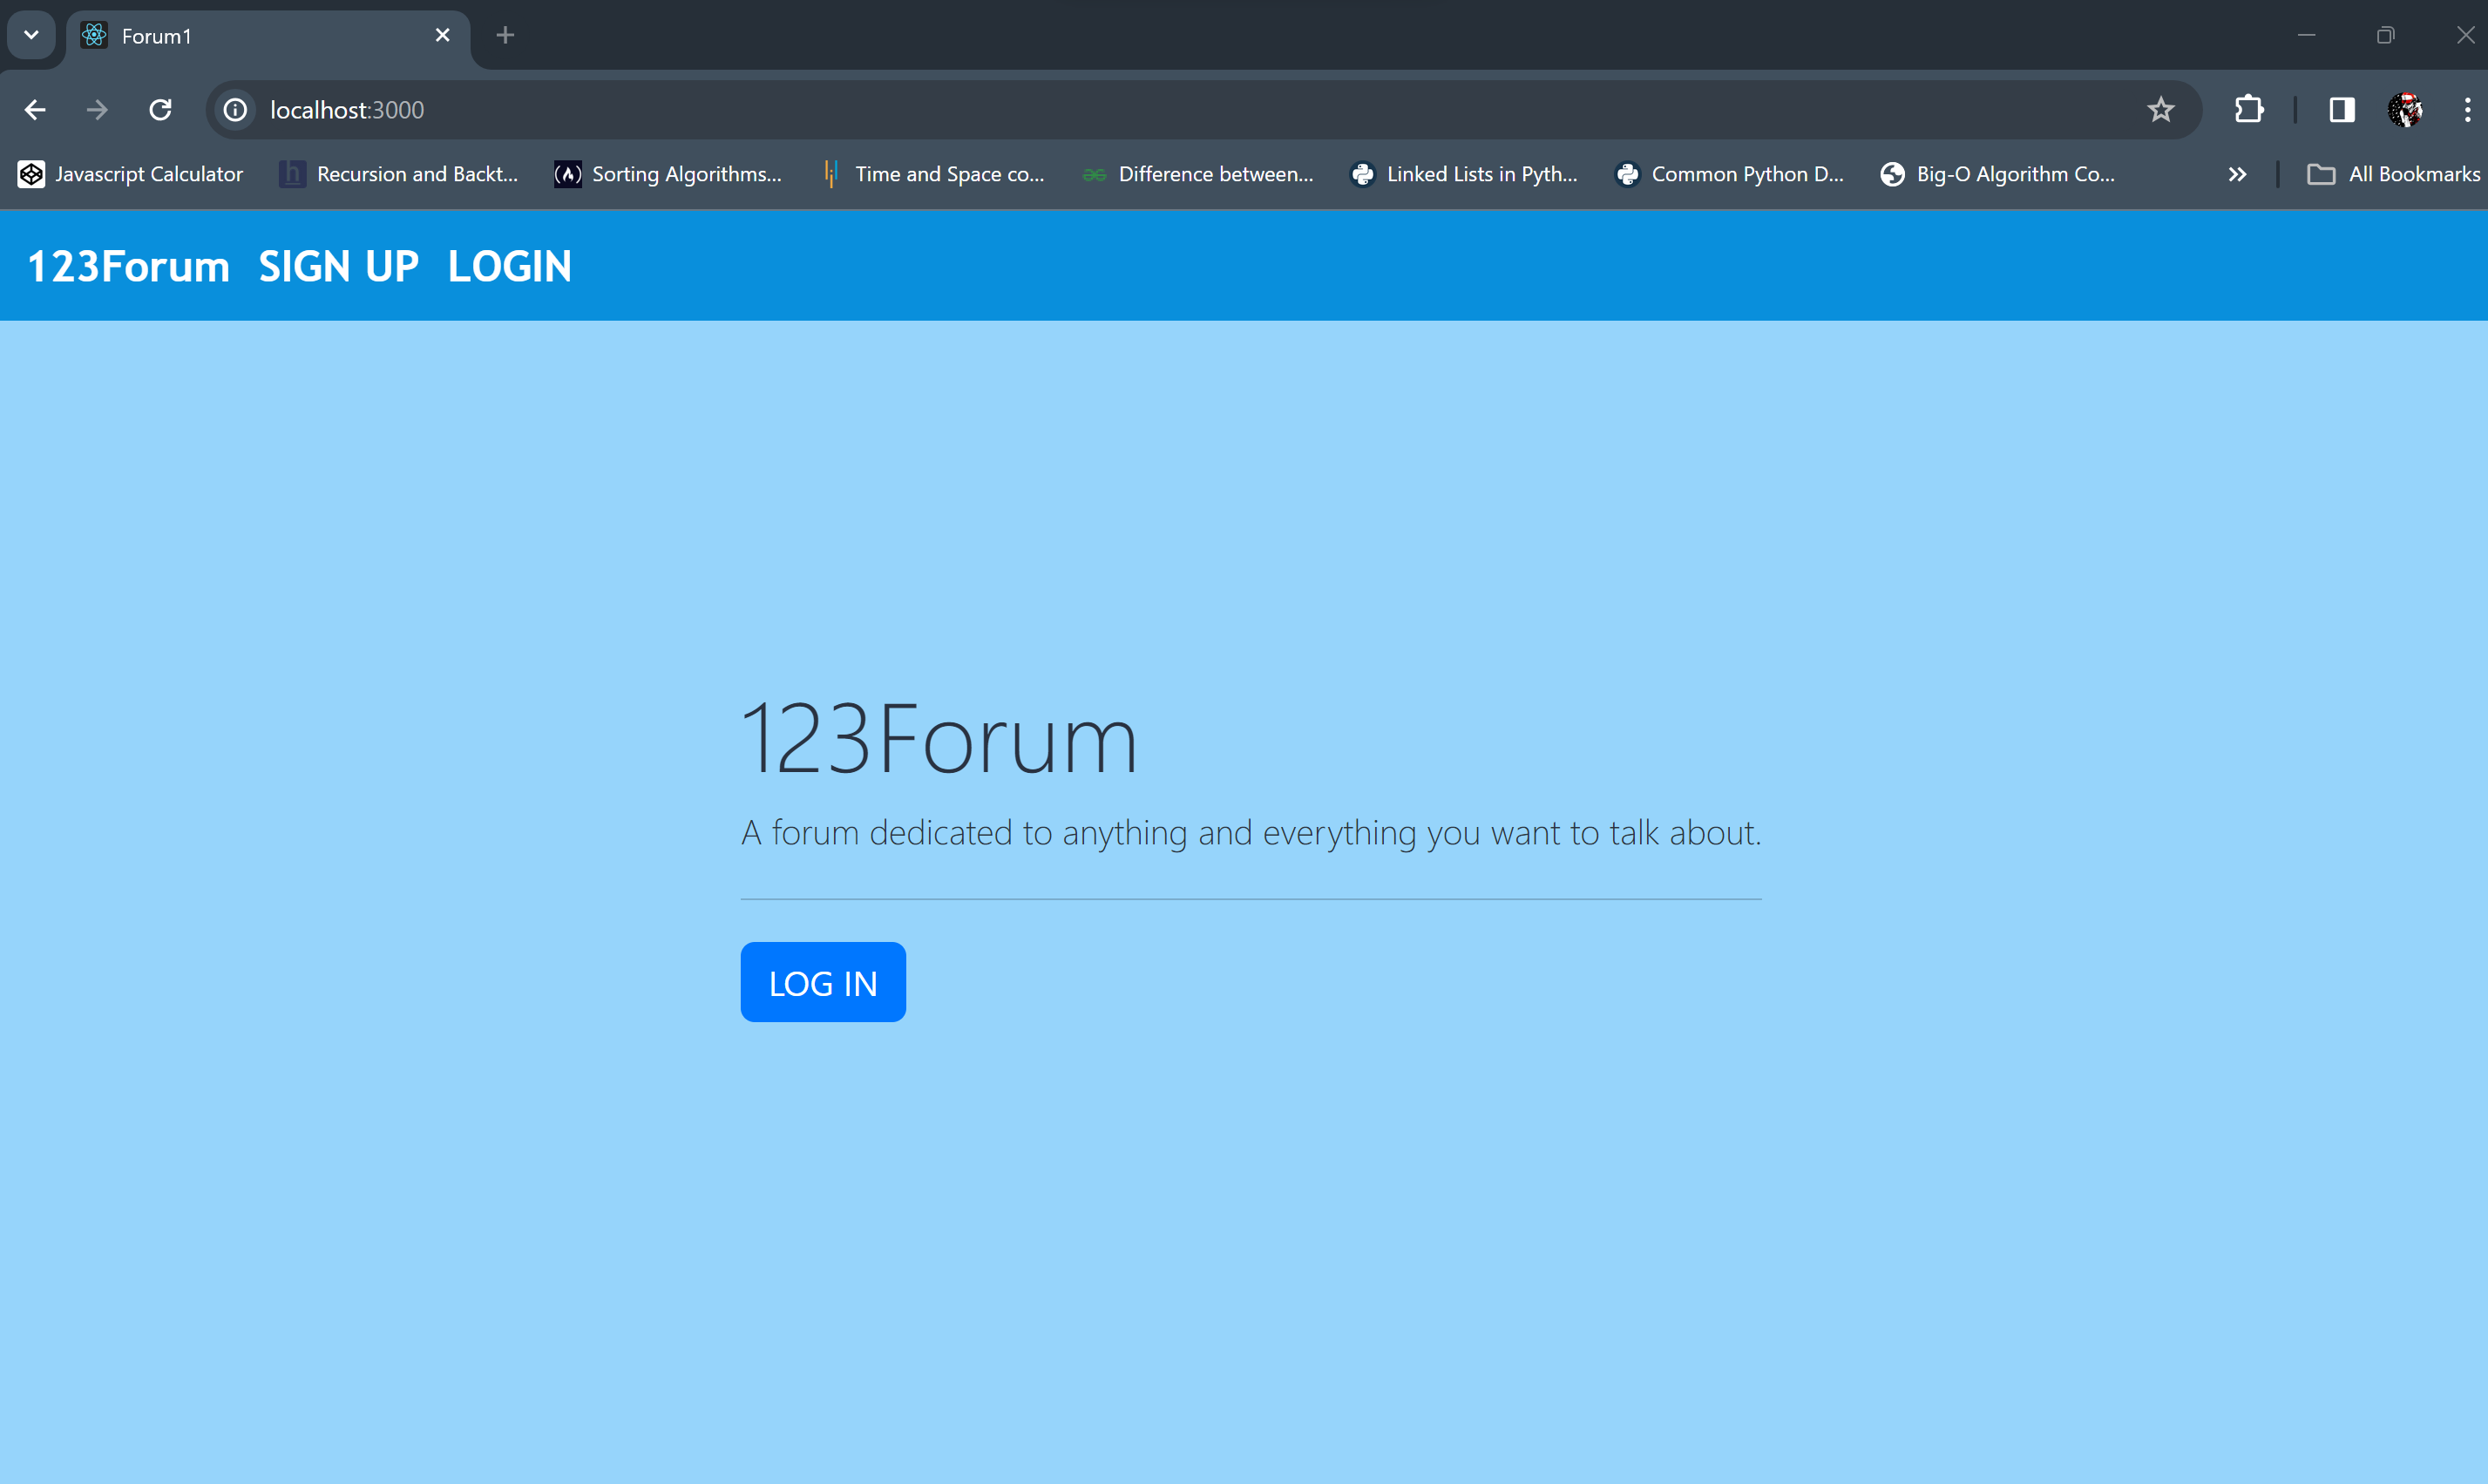 Forum1
localhost:3000
Javascript Calculator Recursion and Backt... Sorting Algorithms... Time and Space co... Difference between... Linked Lists in Pyth... Common Python D... Big-O Algorithm Co... All Bookmarks
123Forum SIGN UP LOGIN
123Forum
A forum dedicated to anything and everything you want to talk about.
LOG IN